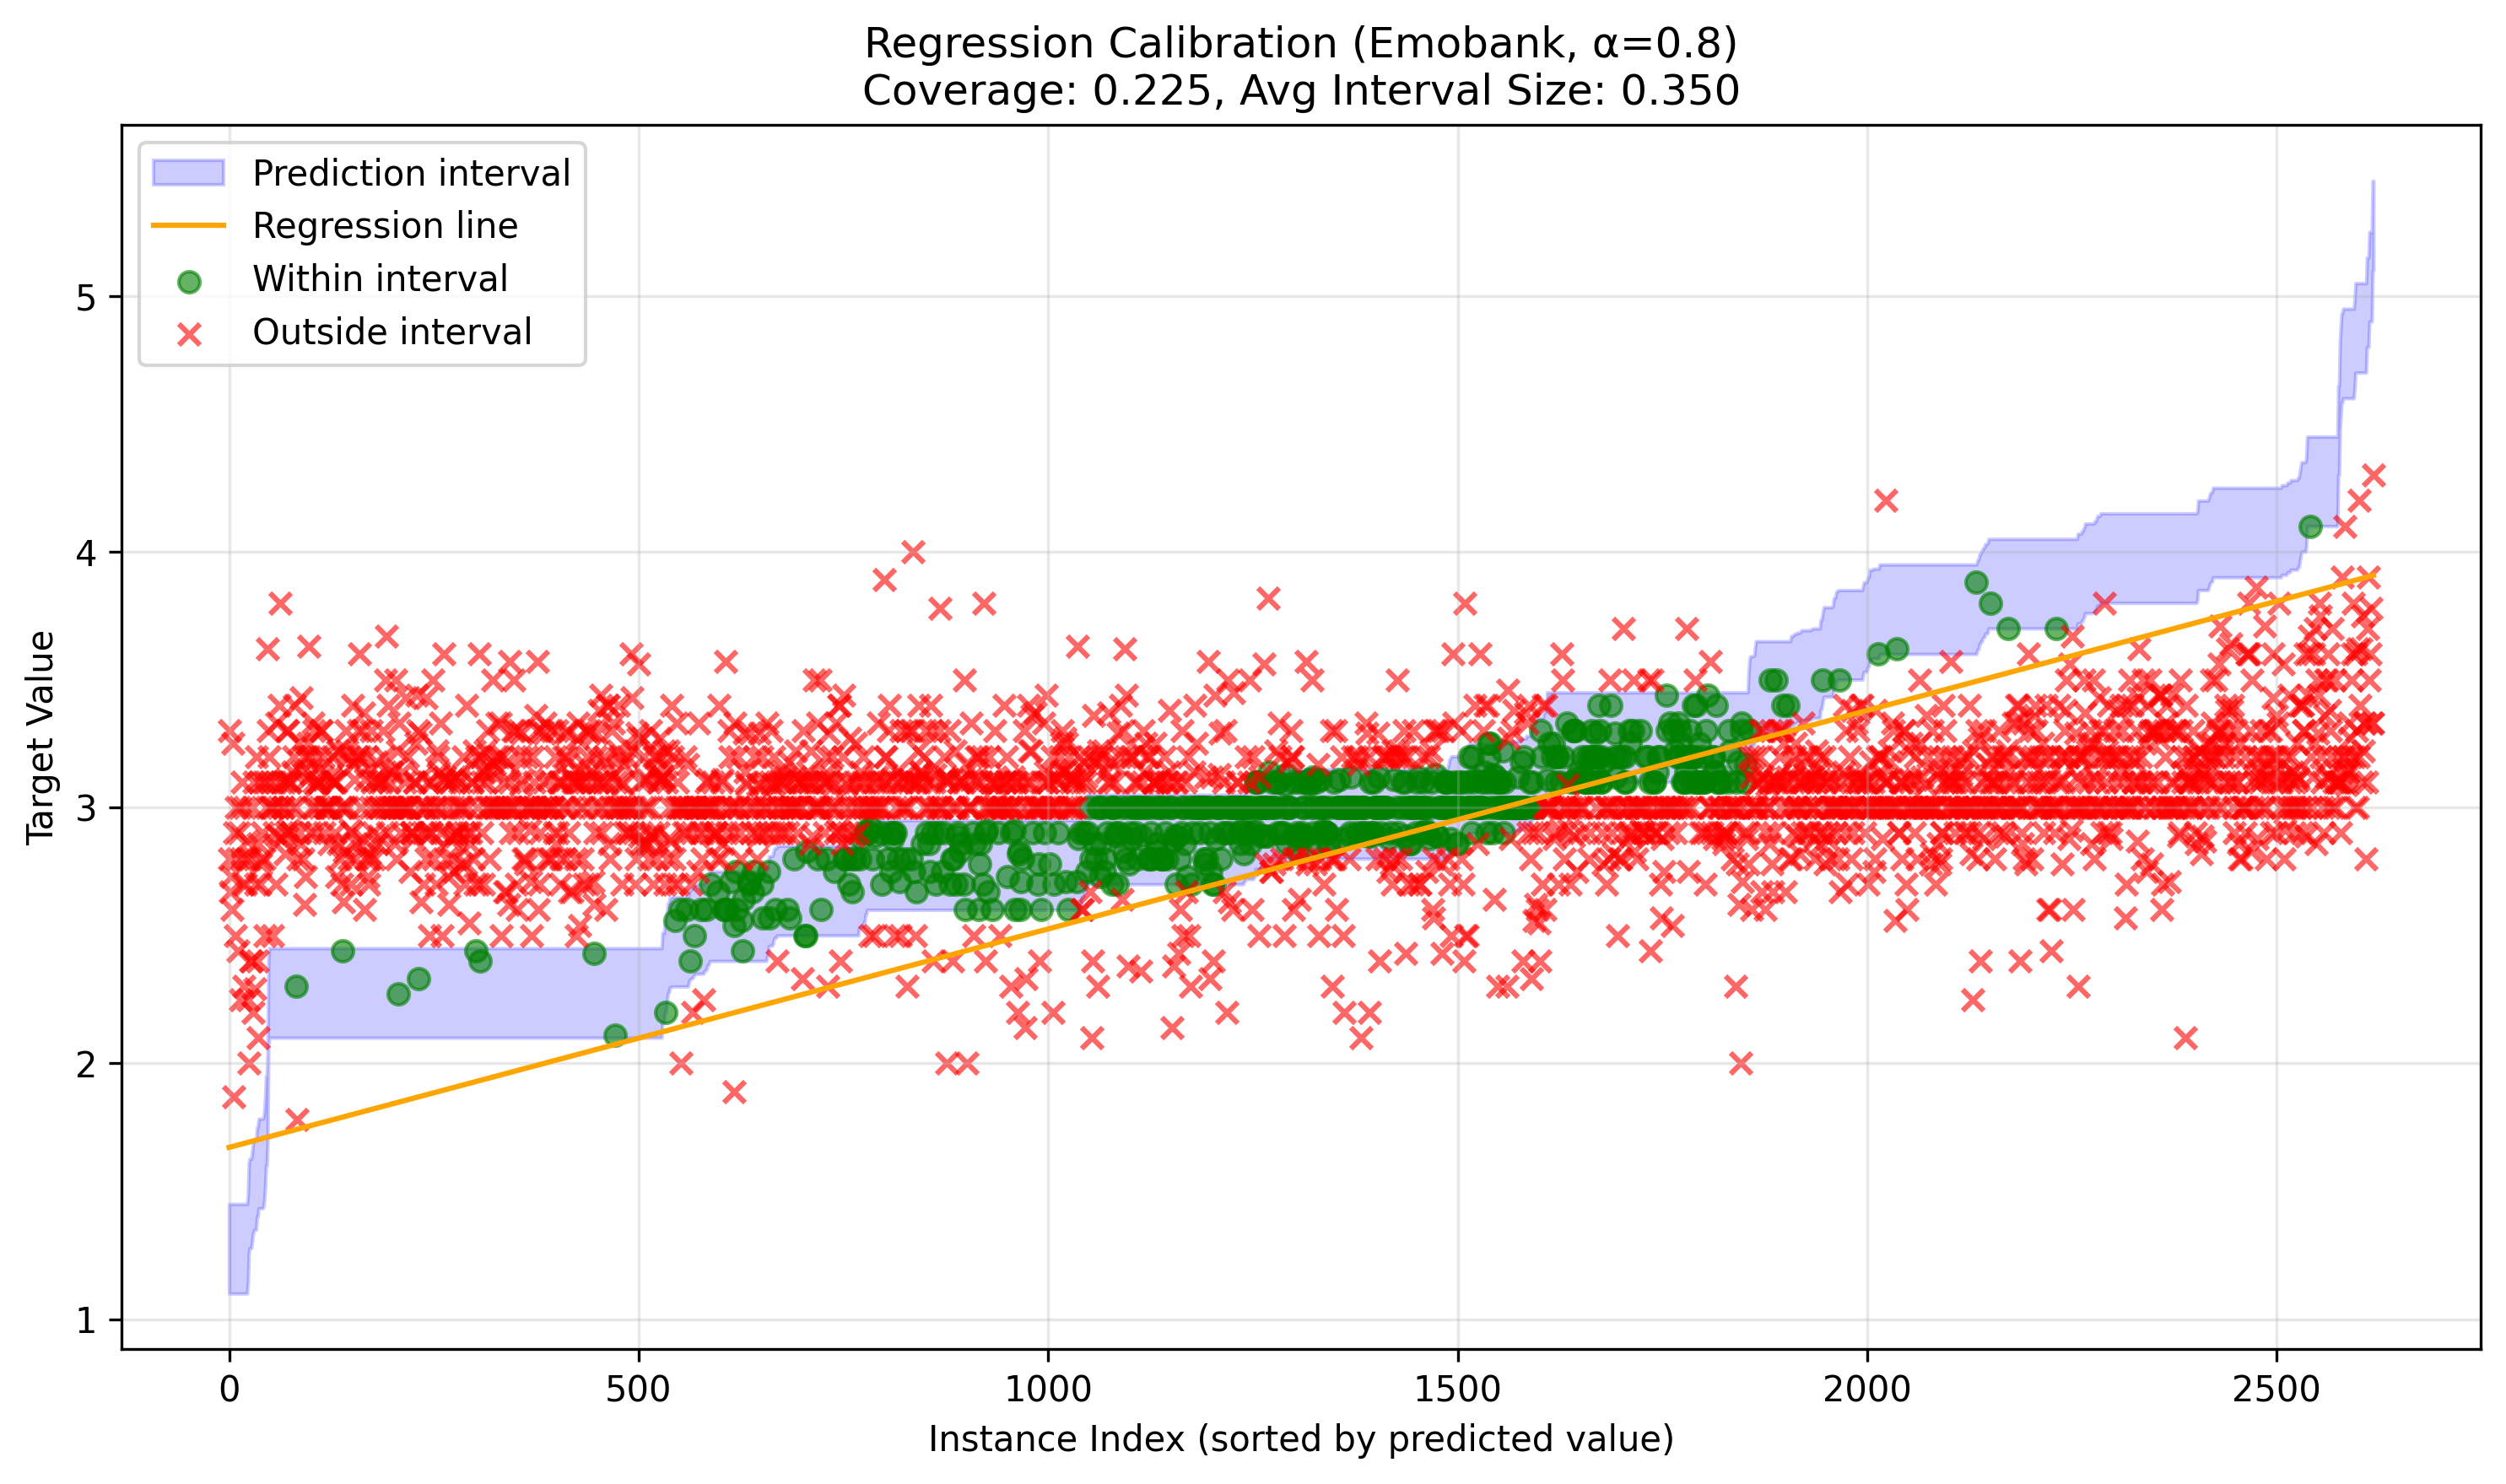 Regression Calibration (Emobank, α=0.8)
Coverage: 0.225, Avg Interval Size: 0.350
Prediction interval
Regression line
Within interval
Outside interval
Target Value
5
4
3
2
1
0
500
1000
1500
2000
2500
Instance Index (sorted by predicted value)